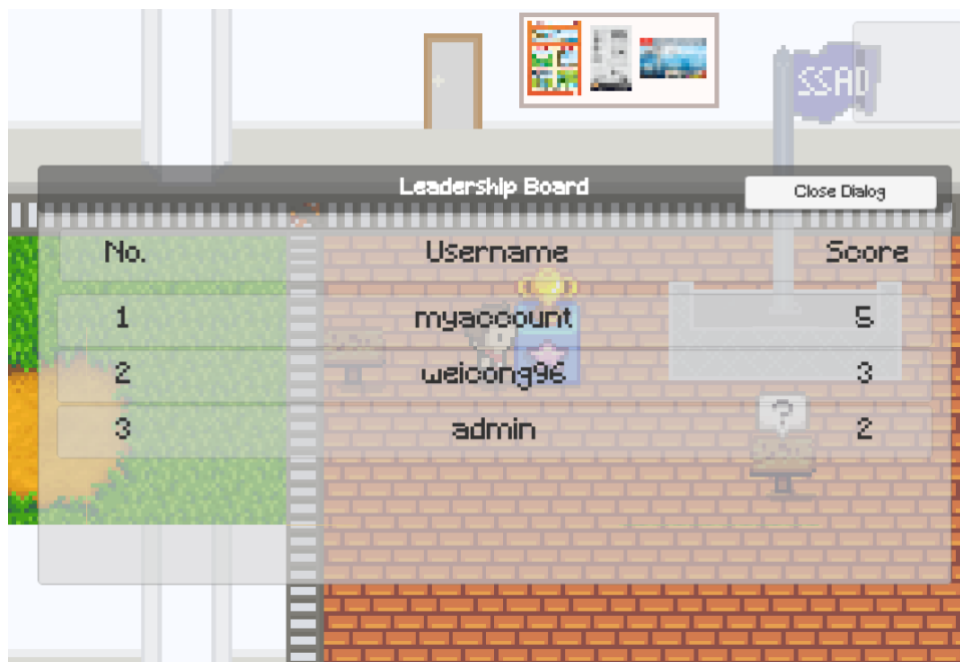 SSAD
Leadership Board
Close Dialog
No. Username Score
1 myaccount 5
2 weicong96 3
3 admin 2
?